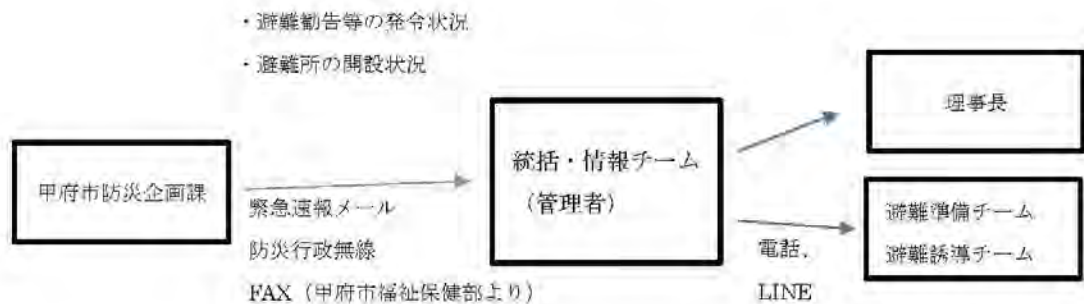 ・避難勧告等の発令状況
・避難所の開設状況
甲府市防災企画課
緊急速報メール
防災行政無線
FAX（甲府市福祉保健部より）
統括・情報チーム
（管理者）
電話、
LINE
理事長
避難準備チーム
避難誘導チーム